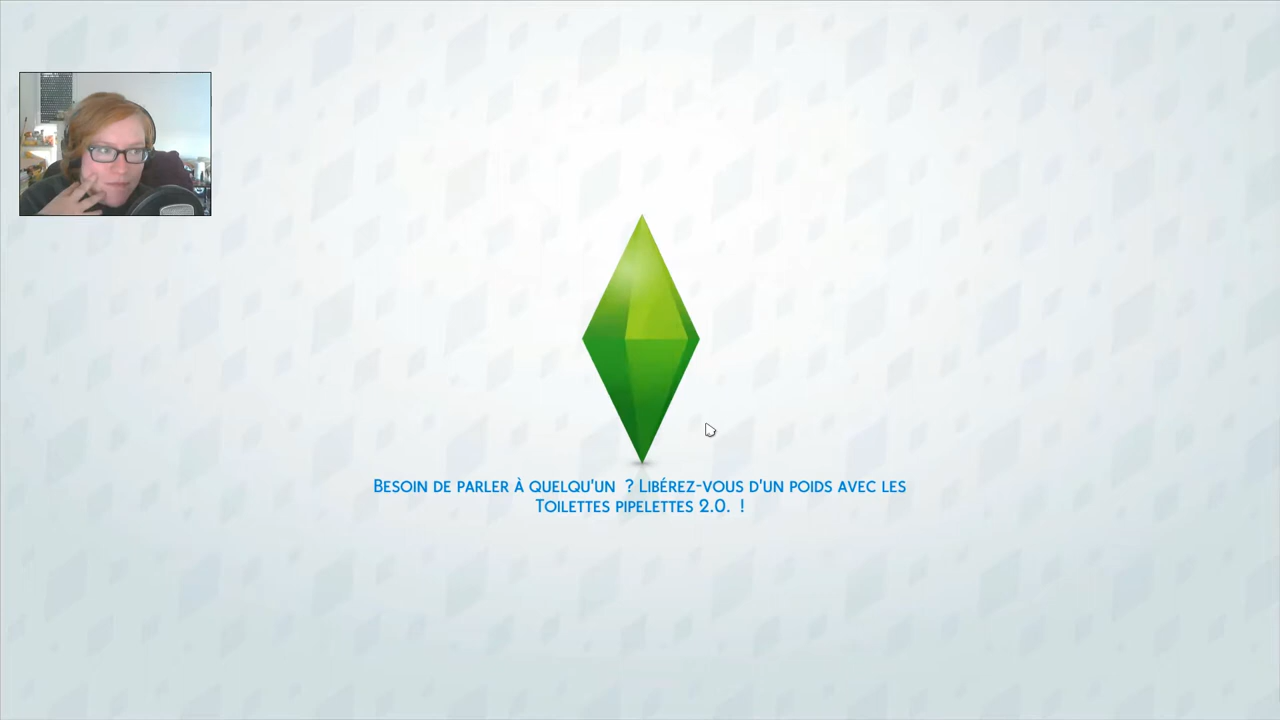 Besoin de parler à quelqu'un  ? Libérez-vous d'un poids avec les
Toilettes pipelettes 2.0.  !